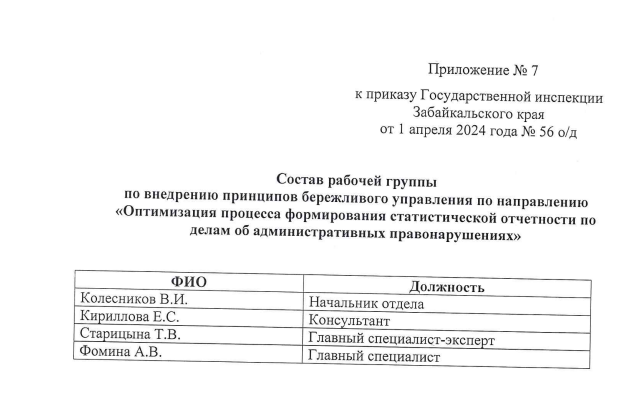 Приложение № 7
к приказу Государственной инспекции
Забайкальского края
от 1 апреля 2024 года № 56 о/д
Состав рабочей группы
по внедрению принципов бережливого управления по направлению
«Оптимизация процесса формирования статистической отчетности по
делам об административных правонарушениях»
ФИО Должность
Колесников В.И. Начальник отдела
Кириллова Е.С. Консультант
Старицына Т.В. Главный специалист-эксперт
Фомина А.В. Главный специалист